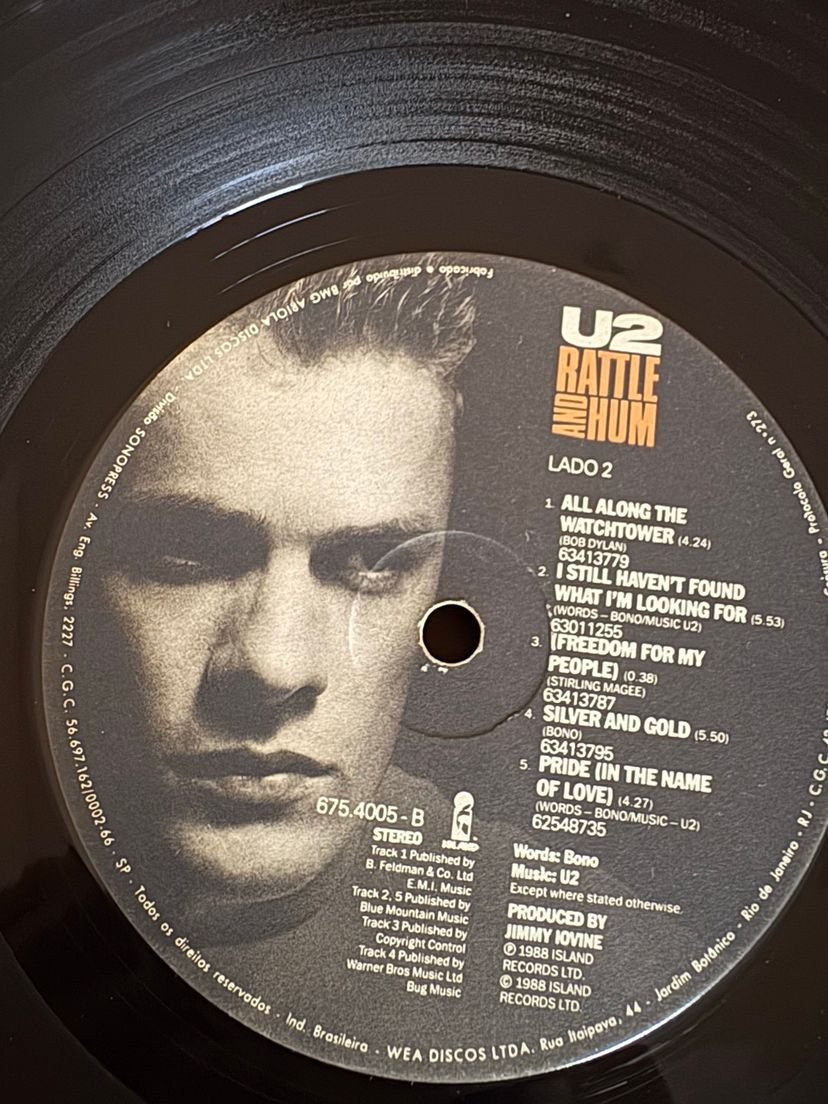 U2
RATTLE
AND HUM
LADO 2
1. ALL ALONG THE
WATCHTOWER (4.24)
(BOB DYLAN)
63413779
2. I STILL HAVEN'T FOUND
WHAT I'M LOOKING FOR (5.53)
(WORDS – BONO/MUSIC U2)
63011255
3. (FREEDOM FOR MY
PEOPLE) (0.38)
(STIRLING MAGEE)
63413787
4. SILVER AND GOLD (5.50)
(BONO)
63413795
5. PRIDE (IN THE NAME
OF LOVE) (4.27)
(WORDS – BONO/MUSIC – U2)
62548735
Words: Bono
Music: U2
Except where stated otherwise.
PRODUCED BY
JIMMY IOVINE
℗ 1988 ISLAND
RECORDS LTD.
© 1988 ISLAND
RECORDS LTD.
675.4005 - B
STEREO
ISLAND
Track 1 Published by
B. Feldman & Co. Ltd
E.M.I. Music
Track 2, 5 Published by
Blue Mountain Music
Track 3 Published by
Copyright Control
Track 4 Published by
Warner Bros Music Ltd
Bug Music
Fabricado e distribuido por BMG ARIOLA DISCOS LTDA. - Divisão SONOPRESS - Av. Eng. Billings, 2227 - C.G.C. 56.697.162/0002-66 - SP - Todos os direitos reservados - Ind. Brasileira - WEA DISCOS LTDA. Rua Itaipava, 44 - Jardim Botânico - Rio de Janeiro - RJ - C.G.C.
- Protocolo Geral nº 273